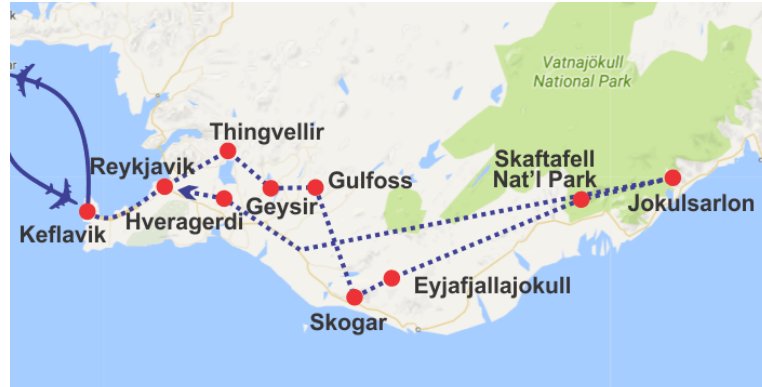 Vatnajökull
National Park
Thingvellir
Reykjavik
Skaftafell
Nat'l Park
Gulfoss
Geysir
Hveragerdi
Jokulsarlon
Keflavik
Eyjafjallajokull
Skogar